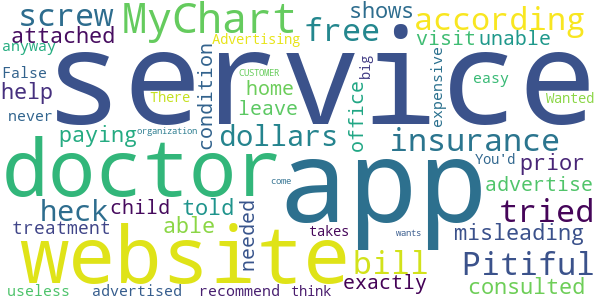 screw MyChart free shows according
attached visit unable
anyway Advertising
service
False There condition CUSTOMER big expensive easy Wanted
help home
never leave office
paying organization dollars insurance
doctor app You'd prior
come advertise
heck child told needed tried
treatment able takes wants misleading
website bill Pitiful
exactly consulted
useless advertised recommend think